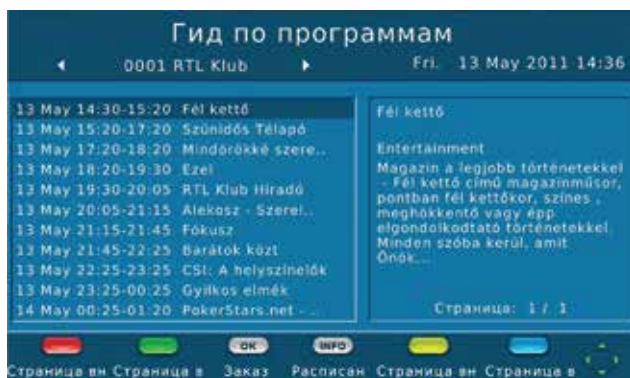 Гид по программам
0001 RTL Klub
Fri. 13 May 2011 14:36
13 May 14:30-15:20 Fél kettő
13 May 15:20-17:20 Szünidős Télapó
13 May 17:20-18:20 Mindörökké szere..
13 May 18:20-19:30 Ezel
13 May 19:30-20:05 RTL Klub Híradó
13 May 20:05-21:15 Alekosz - Szerel..
13 May 21:15-21:45 Fókusz
13 May 21:45-22:25 Barátok közt
13 May 22:25-23:25 CSI: A helyszínelők
13 May 23:25-00:25 Gyilkos elmék
14 May 00:25-01:20 PokerStars.net - ..
Fél kettő
Entertainment
Magazin a legjobb történetekkel
- Fél kettő című magazinműsor,
pontban fél kettőkor, színes ,
meghökkentő vagy épp
elgondolkodtató történetekkel.
Minden szóba kerül, amit
Önök...
Страница: 1 / 1
OK INFO
Страница вн Страница в Заказ Расписан Страница вн Страница в